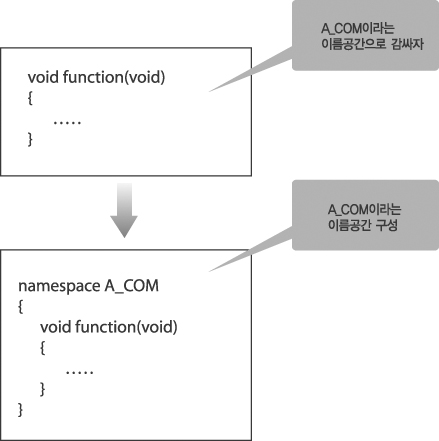 A_COM이라는
이름공간으로 감싸자
void function(void)
{
.....
}
A_COM이라는
이름공간 구성
namespace A_COM
{
void function(void)
{
.....
}
}